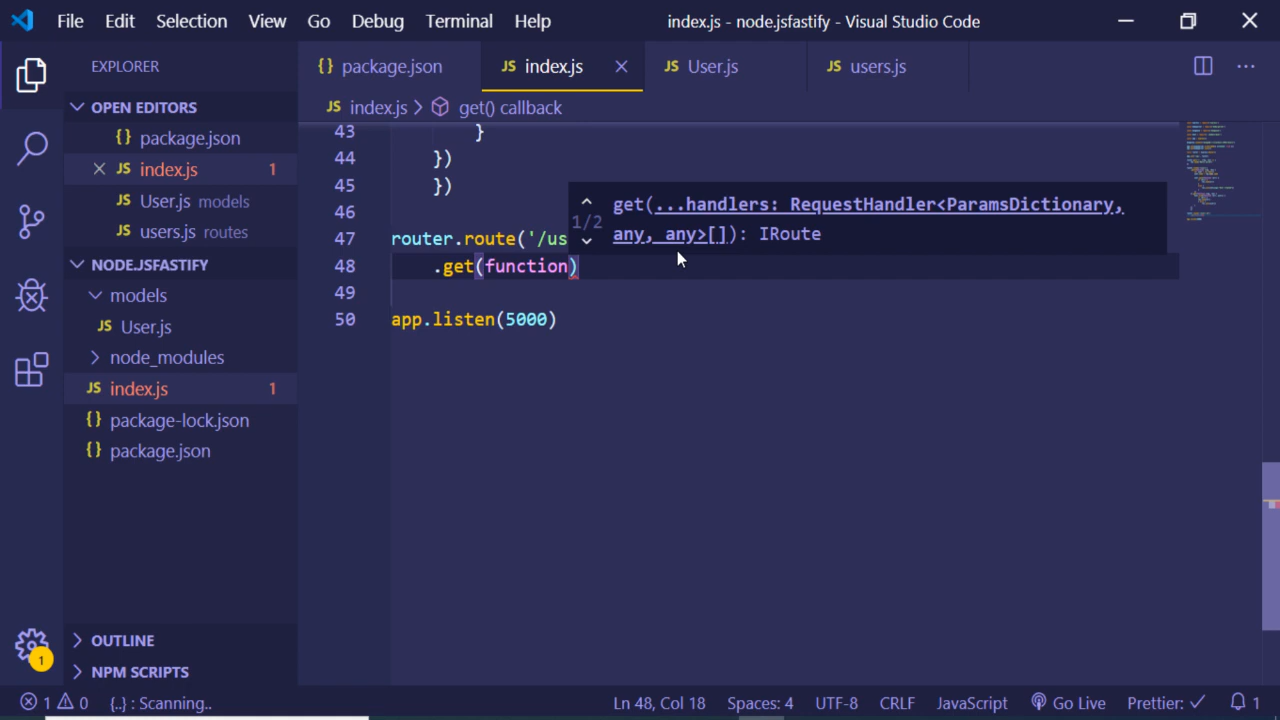 File Edit Selection View Go Debug Terminal Help index.js - node.jsfastify - Visual Studio Code
EXPLORER
OPEN EDITORS
{} package.json
JS index.js 1
JS User.js models
JS users.js routes
NODE.JSFASTIFY
models
JS User.js
node_modules
JS index.js 1
{} package-lock.json
{} package.json
OUTLINE
NPM SCRIPTS
1
{} package.json JS index.js JS User.js JS users.js
JS index.js > get() callback
43 }
44 })
45 })
46
47 router.route('/us
48 .get(function)
49
50 app.listen(5000)
1/2 get(...handlers: RequestHandler<ParamsDictionary,
any, any>[]): IRoute
1 0 {..} : Scanning.. Ln 48, Col 18 Spaces: 4 UTF-8 CRLF JavaScript Go Live Prettier: ✓ 1